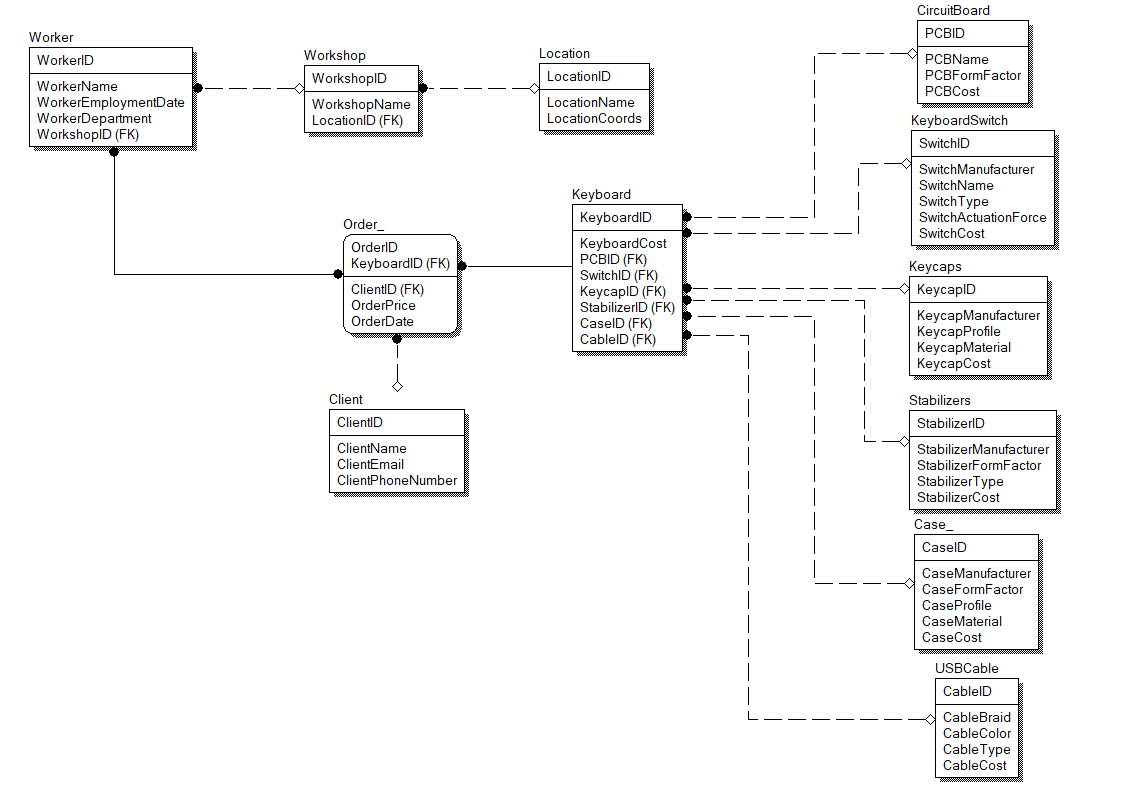 Worker
WorkerID
WorkerName
WorkerEmploymentDate
WorkerDepartment
WorkshopID (FK)
Workshop
WorkshopID
WorkshopName
LocationID (FK)
Location
LocationID
LocationName
LocationCoords
CircuitBoard
PCBID
PCBName
PCBFormFactor
PCBCost
KeyboardSwitch
SwitchID
SwitchManufacturer
SwitchName
SwitchType
SwitchActuationForce
SwitchCost
Keyboard
KeyboardID
KeyboardCost
PCBID (FK)
SwitchID (FK)
KeycapID (FK)
StabilizerID (FK)
CaseID (FK)
CableID (FK)
Order_
OrderID
KeyboardID (FK)
ClientID (FK)
OrderPrice
OrderDate
Keycaps
KeycapID
KeycapManufacturer
KeycapProfile
KeycapMaterial
KeycapCost
Client
ClientID
ClientName
ClientEmail
ClientPhoneNumber
Stabilizers
StabilizerID
StabilizerManufacturer
StabilizerFormFactor
StabilizerType
StabilizerCost
Case_
CaseID
CaseManufacturer
CaseFormFactor
CaseProfile
CaseMaterial
CaseCost
USBCable
CableID
CableBraid
CableColor
CableType
CableCost